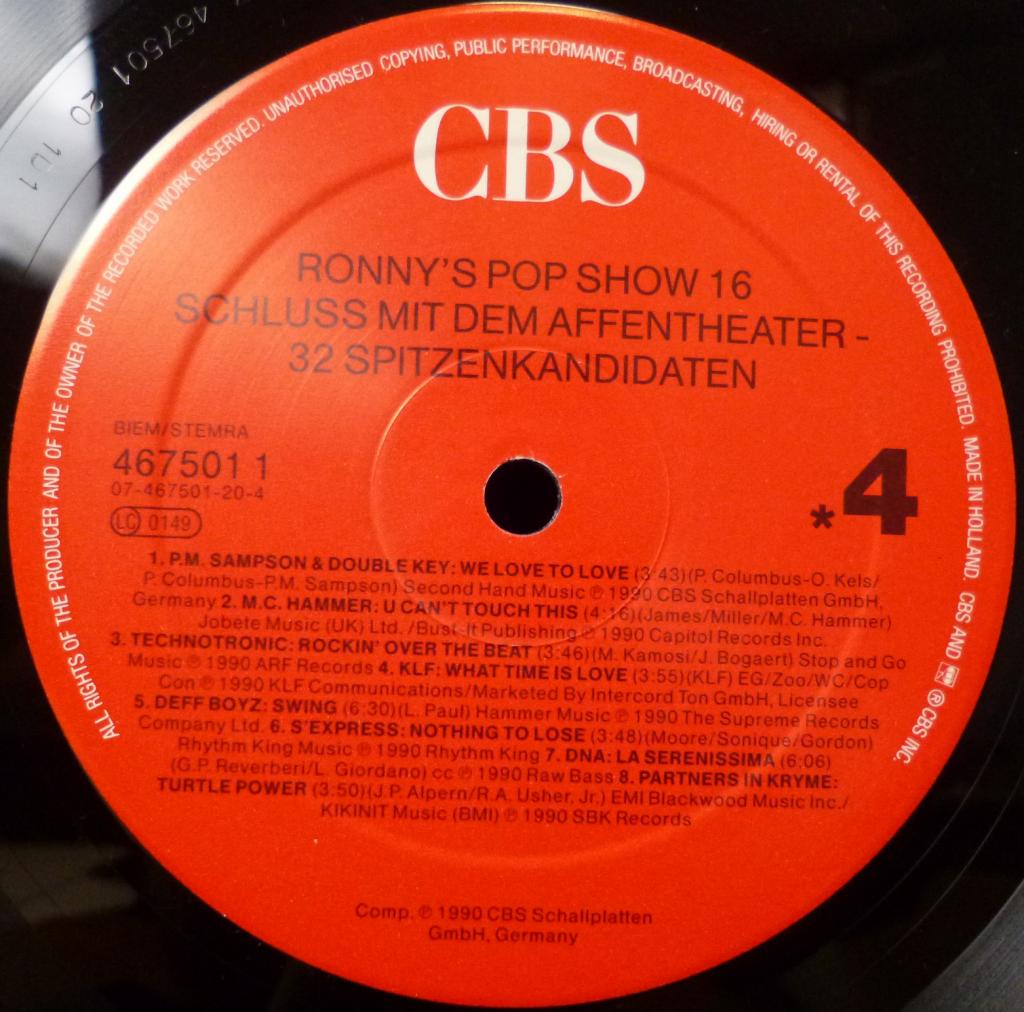 ALL RIGHTS OF THE PRODUCER AND OF THE OWNER OF THE RECORDED WORK RESERVED. UNAUTHORISED COPYING, PUBLIC PERFORMANCE, BROADCASTING, HIRING OR RENTAL OF THIS RECORDING PROHIBITED. MADE IN HOLLAND. CBS AND ® CBS INC.
467501 20 1U 1
CBS
RONNY'S POP SHOW 16
SCHLUSS MIT DEM AFFENTHEATER -
32 SPITZENKANDIDATEN
BIEM/STEMRA
467501 1
07-467501-20-4
LC 0149
*4
1. P.M. SAMPSON & DOUBLE KEY: WE LOVE TO LOVE (3:43)(P. Columbus-O. Kels/
P. Columbus-P.M. Sampson) Second Hand Music ℗ 1990 CBS Schallplatten GmbH,
Germany 2. M.C. HAMMER: U CAN'T TOUCH THIS (4:16)(James/Miller/M.C. Hammer)
Jobete Music (UK) Ltd. /Bust-It Publishing ℗ 1990 Capitol Records Inc.
3. TECHNOTRONIC: ROCKIN' OVER THE BEAT (3:46)(M. Kamosi/J. Bogaert) Stop and Go
Music ℗ 1990 ARF Records 4. KLF: WHAT TIME IS LOVE (3:55)(KLF) EG/Zoo/WC/Cop
Con ℗ 1990 KLF Communications/Marketed By Intercord Ton GmbH, Licensee
5. DEFF BOYZ: SWING (6:30)(L. Paul) Hammer Music ℗ 1990 The Supreme Records
Company Ltd. 6. S'EXPRESS: NOTHING TO LOSE (3:48)(Moore/Sonique/Gordon)
Rhythm King Music ℗ 1990 Rhythm King 7. DNA: LA SERENISSIMA (6:06)
(G.P. Reverberi/L. Giordano) cc ℗ 1990 Raw Bass 8. PARTNERS IN KRYME:
TURTLE POWER (3:50)(J.P. Alpern/R.A. Usher, Jr.) EMI Blackwood Music Inc./
KIKINIT Music (BMI) ℗ 1990 SBK Records
Comp. ℗ 1990 CBS Schallplatten
GmbH, Germany